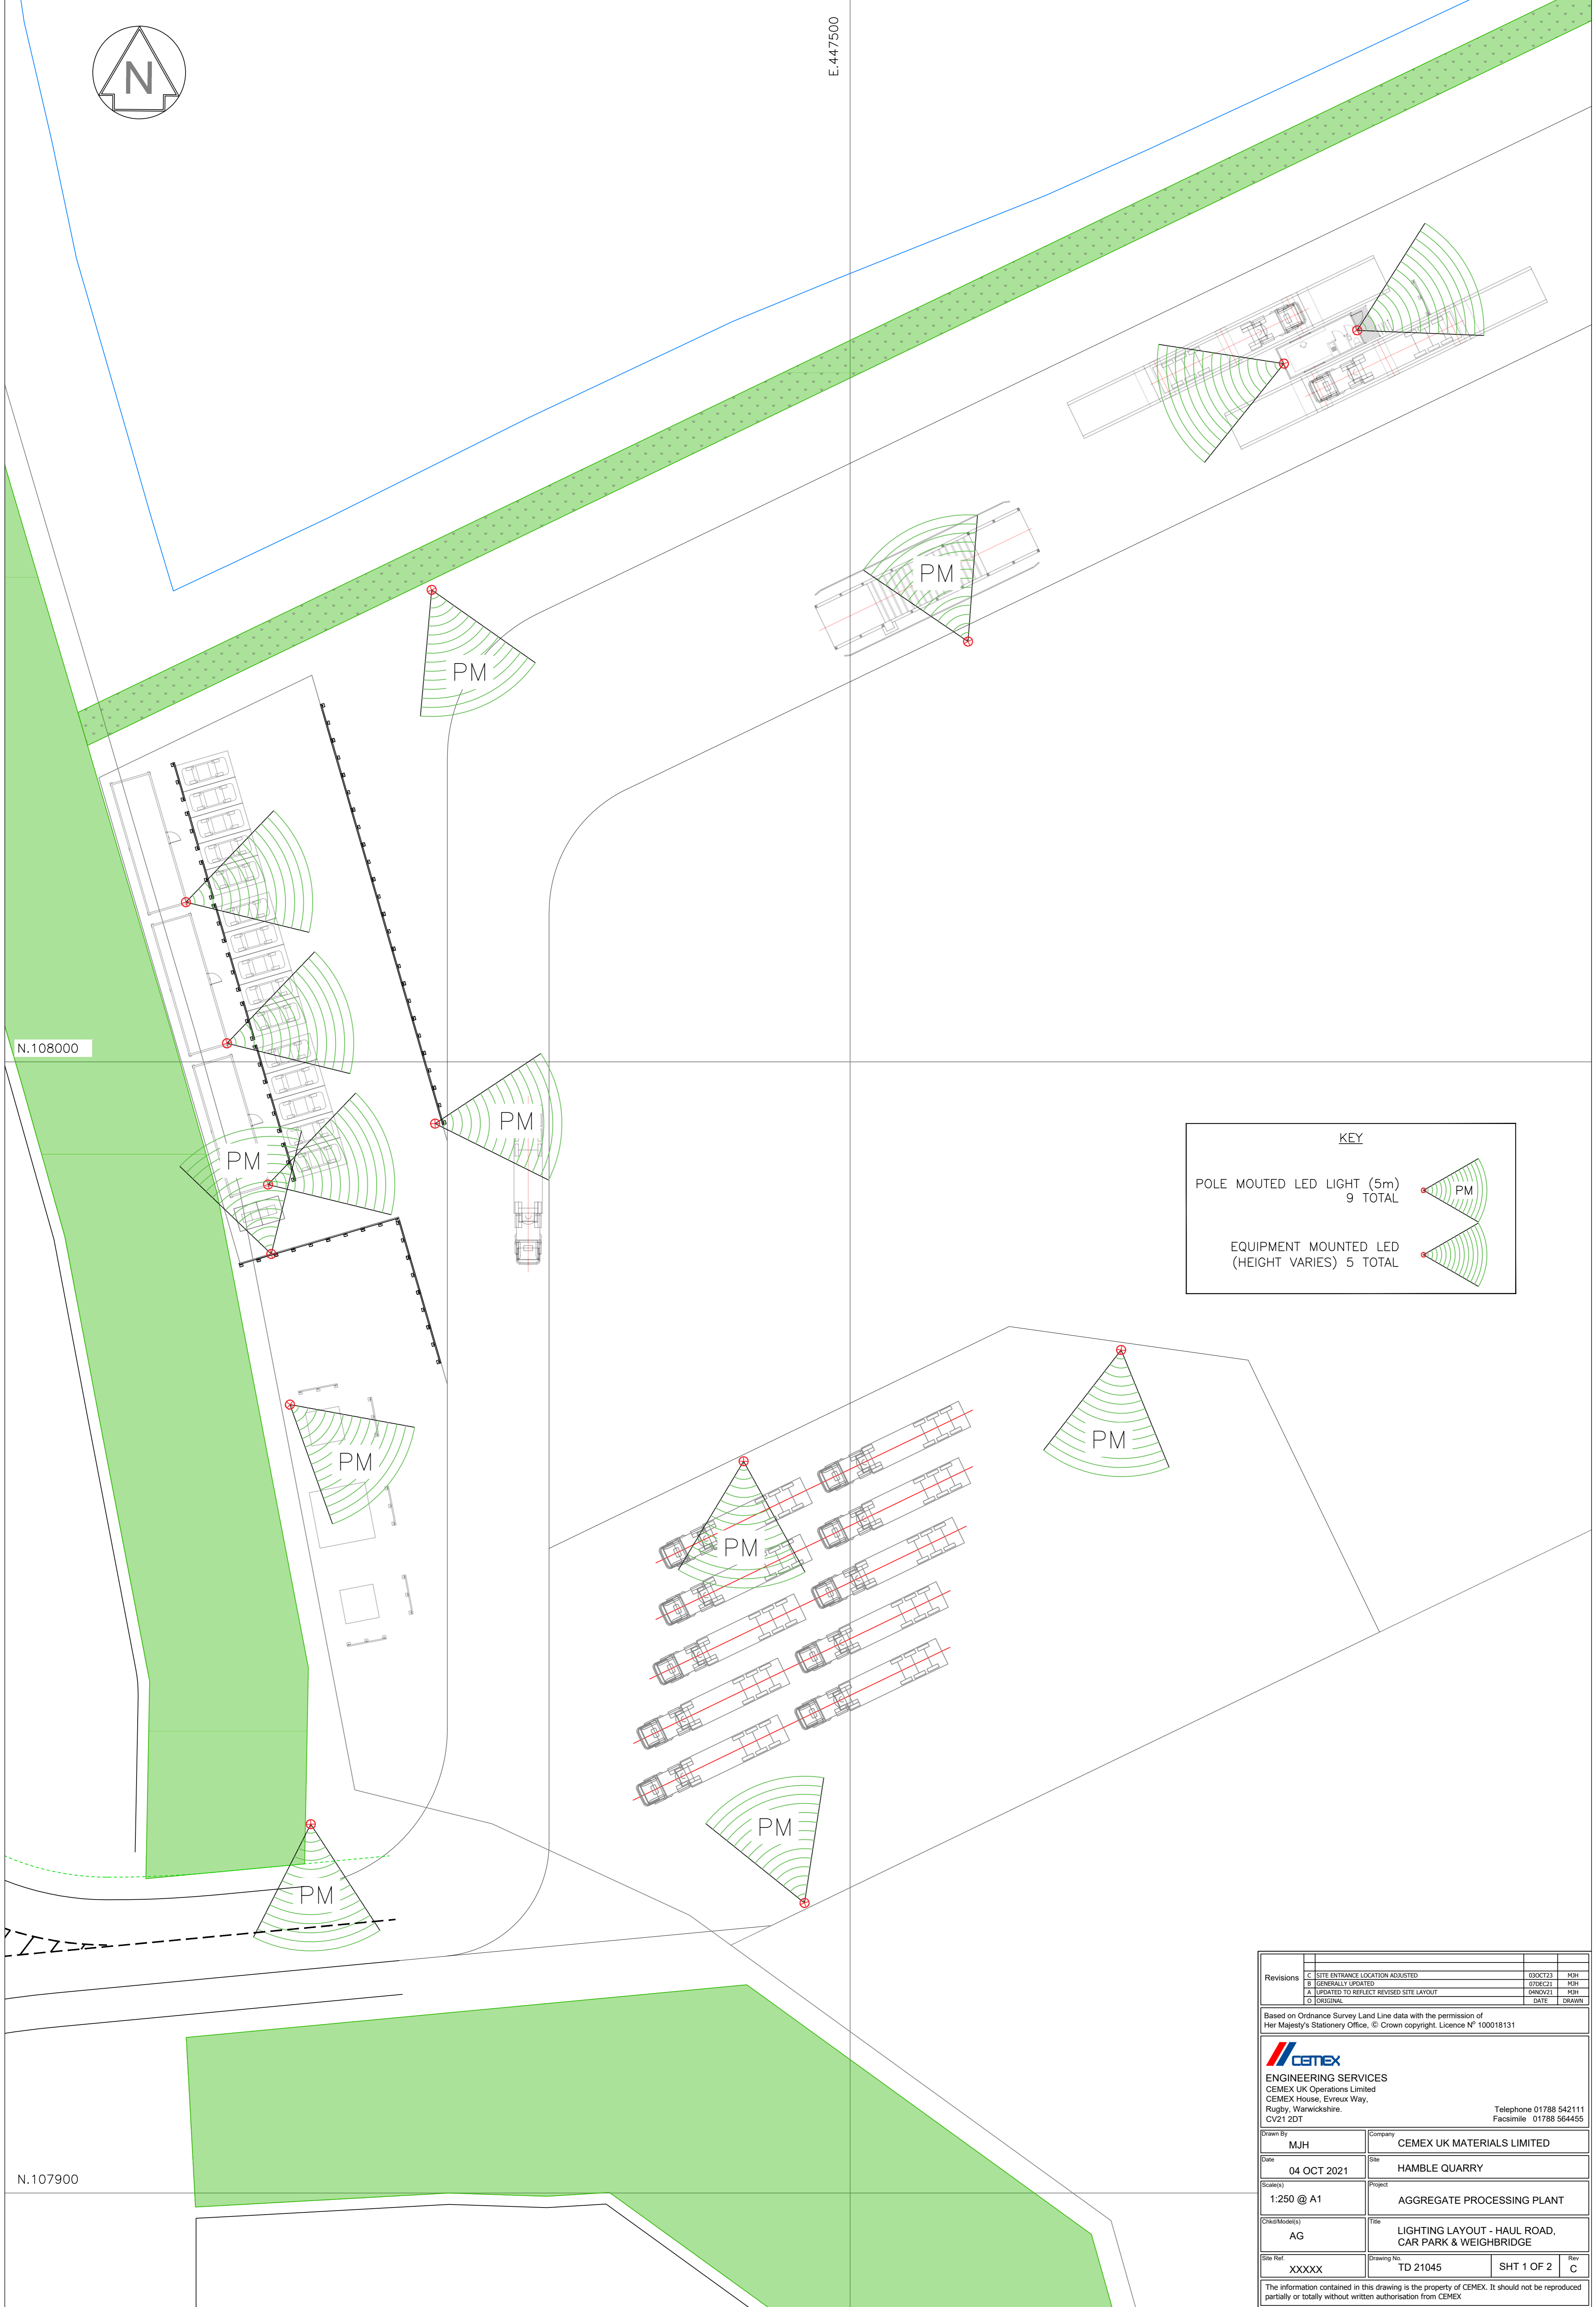 N
E.447500
PM
PM
N.108000
PM
PM
KEY
POLE MOUTED LED LIGHT (5m)
9 TOTAL
PM
EQUIPMENT MOUNTED LED
(HEIGHT VARIES) 5 TOTAL
PM
PM
PM
PM
PM
N.107900
Revisions
C SITE ENTRANCE LOCATION ADJUSTED 03OCT23 MJH
B GENERALLY UPDATED 07DEC21 MJH
A UPDATED TO REFLECT REVISED SITE LAYOUT 04NOV21 MJH
O ORIGINAL DATE DRAWN
Based on Ordnance Survey Land Line data with the permission of
Her Majesty's Stationery Office, © Crown copyright. Licence Nº 100018131
CEMEX
ENGINEERING SERVICES
CEMEX UK Operations Limited
CEMEX House, Evreux Way,
Rugby, Warwickshire.
CV21 2DT
Telephone 01788 542111
Facsimile 01788 564455
Drawn By
MJH
Company
CEMEX UK MATERIALS LIMITED
Date
04 OCT 2021
Site
HAMBLE QUARRY
Scale(s)
1:250 @ A1
Project
AGGREGATE PROCESSING PLANT
Chkd/Model(s)
AG
Title
LIGHTING LAYOUT - HAUL ROAD,
CAR PARK & WEIGHBRIDGE
Site Ref.
XXXXX
Drawing No.
TD 21045
SHT 1 OF 2
Rev
C
The information contained in this drawing is the property of CEMEX. It should not be reproduced
partially or totally without written authorisation from CEMEX